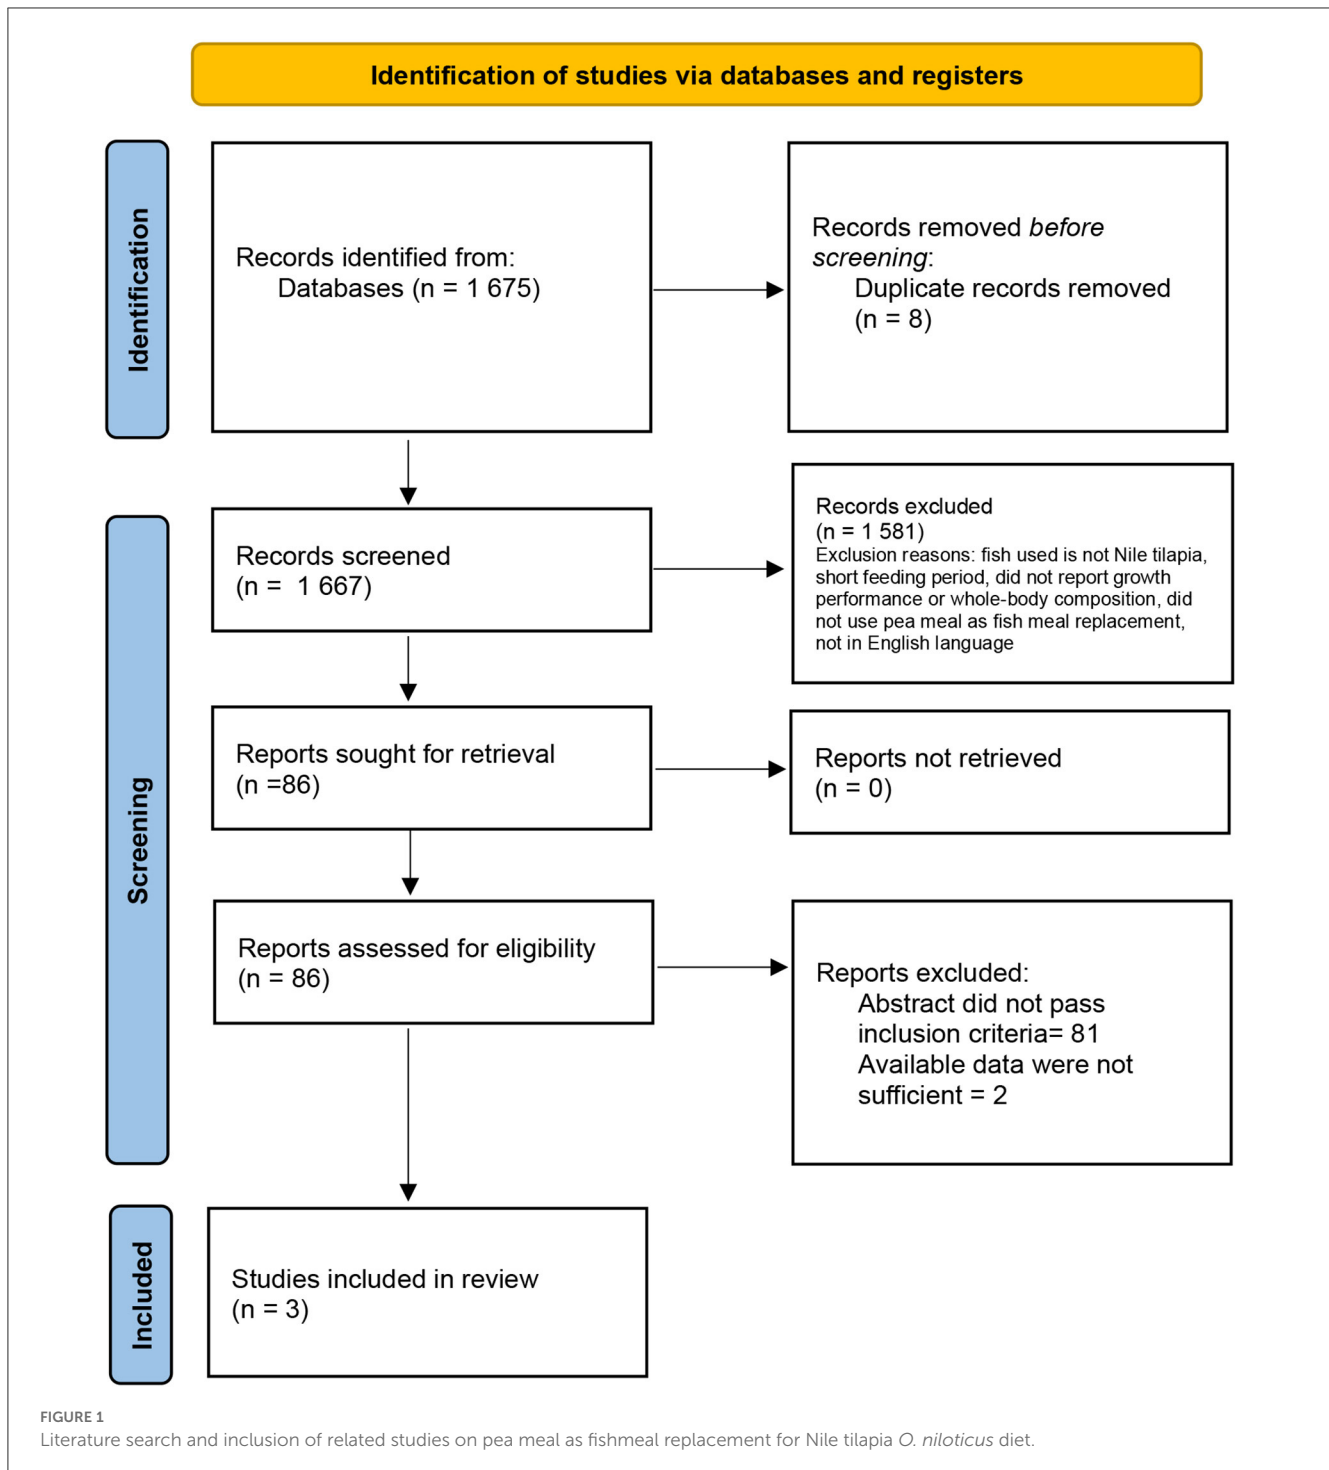 Identification of studies via databases and registers
Identification
Records identified from:
Databases (n = 1 675)
Records removed before
screening:
Duplicate records removed
(n = 8)
Screening
Records screened
(n = 1 667)
Records excluded
(n = 1 581)
Exclusion reasons: fish used is not Nile tilapia,
short feeding period, did not report growth
performance or whole-body composition, did
not use pea meal as fish meal replacement,
not in English language
Reports sought for retrieval
(n =86)
Reports not retrieved
(n = 0)
Reports assessed for eligibility
(n = 86)
Reports excluded:
Abstract did not pass
inclusion criteria= 81
Available data were not
sufficient = 2
Included
Studies included in review
(n = 3)
FIGURE 1
Literature search and inclusion of related studies on pea meal as fishmeal replacement for Nile tilapia O. niloticus diet.